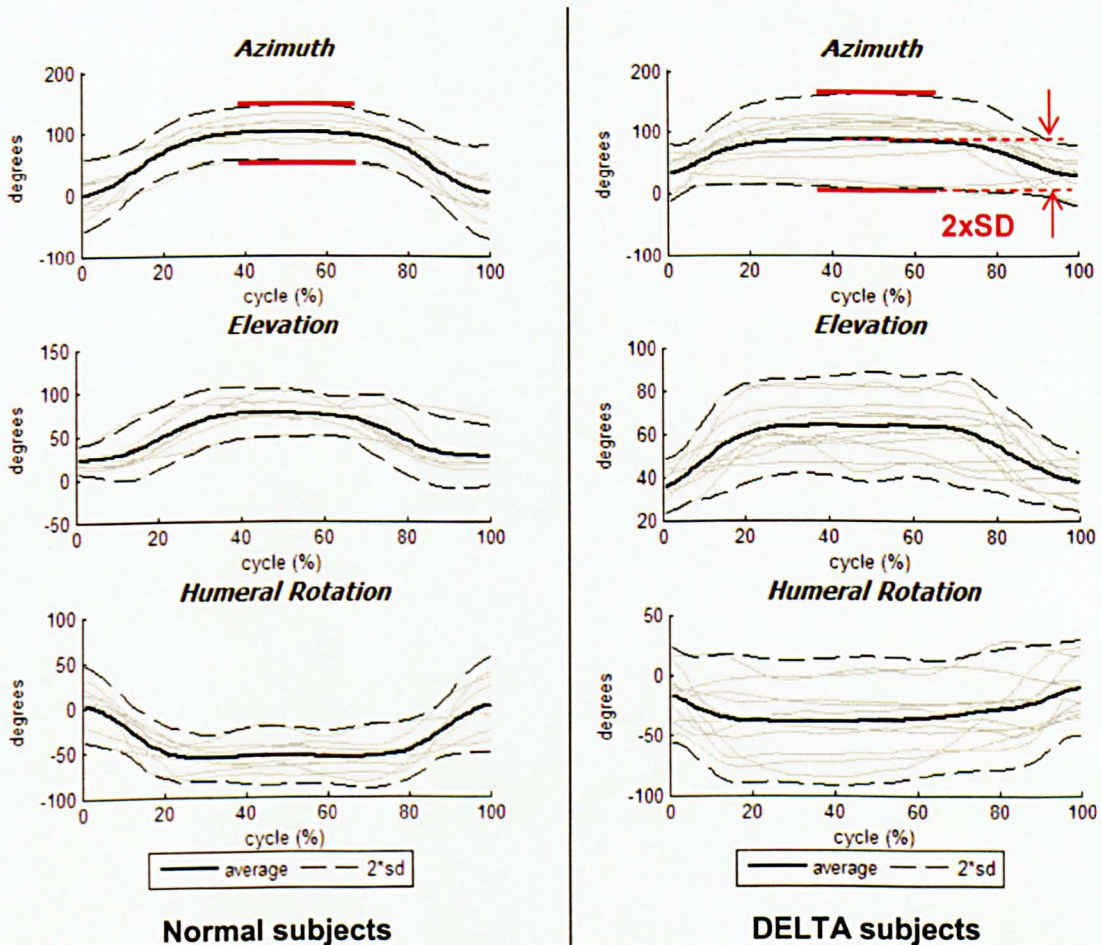 Azimuth
200
100
0
-100
degrees
0 20 40 60 80 100
cycle (%)
Elevation
150
100
50
0
-50
degrees
0 20 40 60 80 100
cycle (%)
Humeral Rotation
100
50
0
-50
-100
degrees
0 20 40 60 80 100
cycle (%)
average 2*sd
Normal subjects
Azimuth
200
100
0
-100
degrees
2xSD
0 20 40 60 80 100
cycle (%)
Elevation
100
80
60
40
20
degrees
0 20 40 60 80 100
cycle (%)
Humeral Rotation
50
0
-50
-100
degrees
0 20 40 60 80 100
cycle (%)
average 2*sd
DELTA subjects